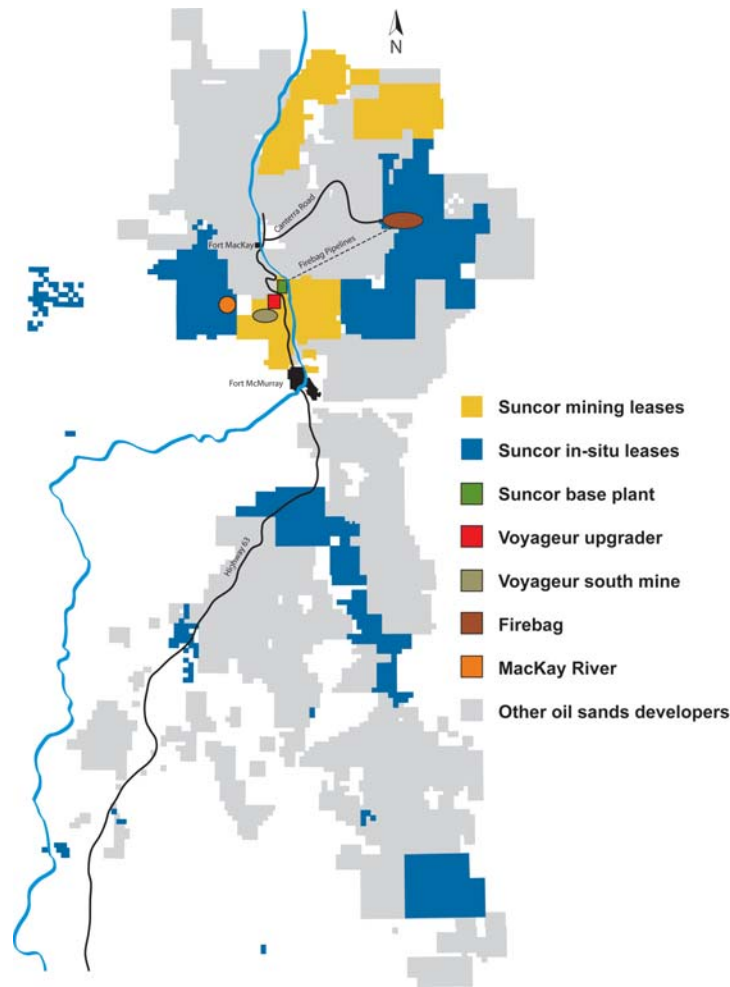 N
Canterra Road
Fort MacKay
Firebag Pipelines
Fort McMurray
Highway 63
Suncor mining leases
Suncor in-situ leases
Suncor base plant
Voyageur upgrader
Voyageur south mine
Firebag
MacKay River
Other oil sands developers